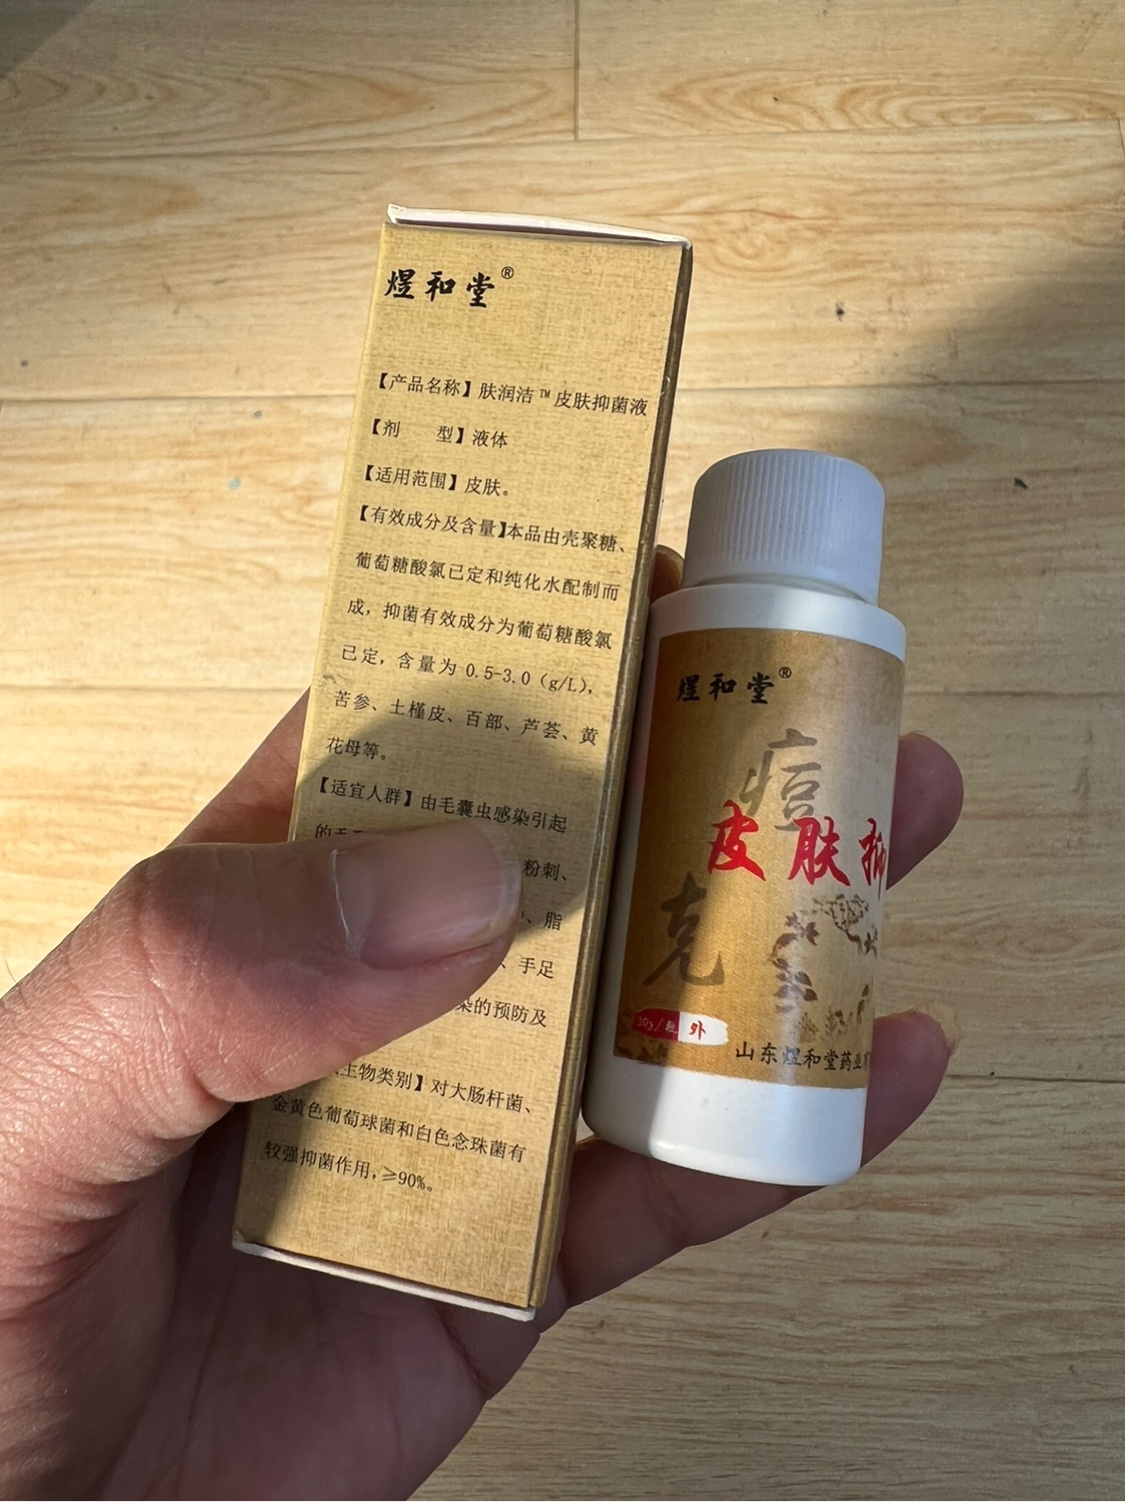 煜和堂®
【产品名称】肤润洁™皮肤抑菌液
【剂 型】液体
【适用范围】皮肤。
【有效成分及含量】本品由壳聚糖、
葡萄糖酸氯已定和纯化水配制而
成，抑菌有效成分为葡萄糖酸氯
已定，含量为 0.5-3.0（g/L），
苦参、土槿皮、百部、芦荟、黄
花母等。
【适宜人群】由毛囊虫感染引起
的
粉刺、
、脂
、手足
染的预防及
物类别】对大肠杆菌、
金黄色葡萄球菌和白色念珠菌有
较强抑菌作用，≥90%。
煜和堂®
痘
皮肤抑
克
30g/瓶 外
山东煜和堂药业